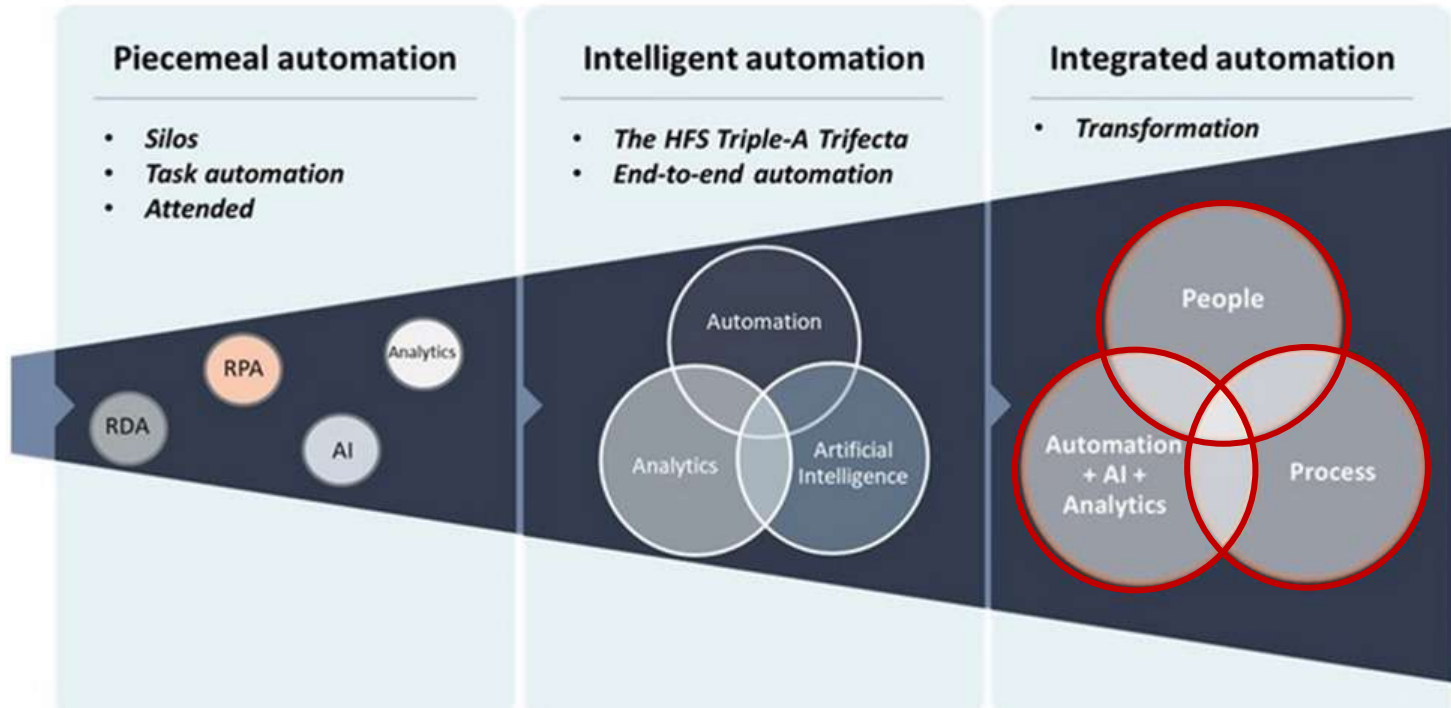 Piecemeal automation
• Silos
• Task automation
• Attended
RDA
RPA
AI
Analytics
Intelligent automation
• The HFS Triple-A Trifecta
• End-to-end automation
Automation
Analytics
Artificial
Intelligence
Integrated automation
• Transformation
People
Automation
+ AI +
Analytics
Process